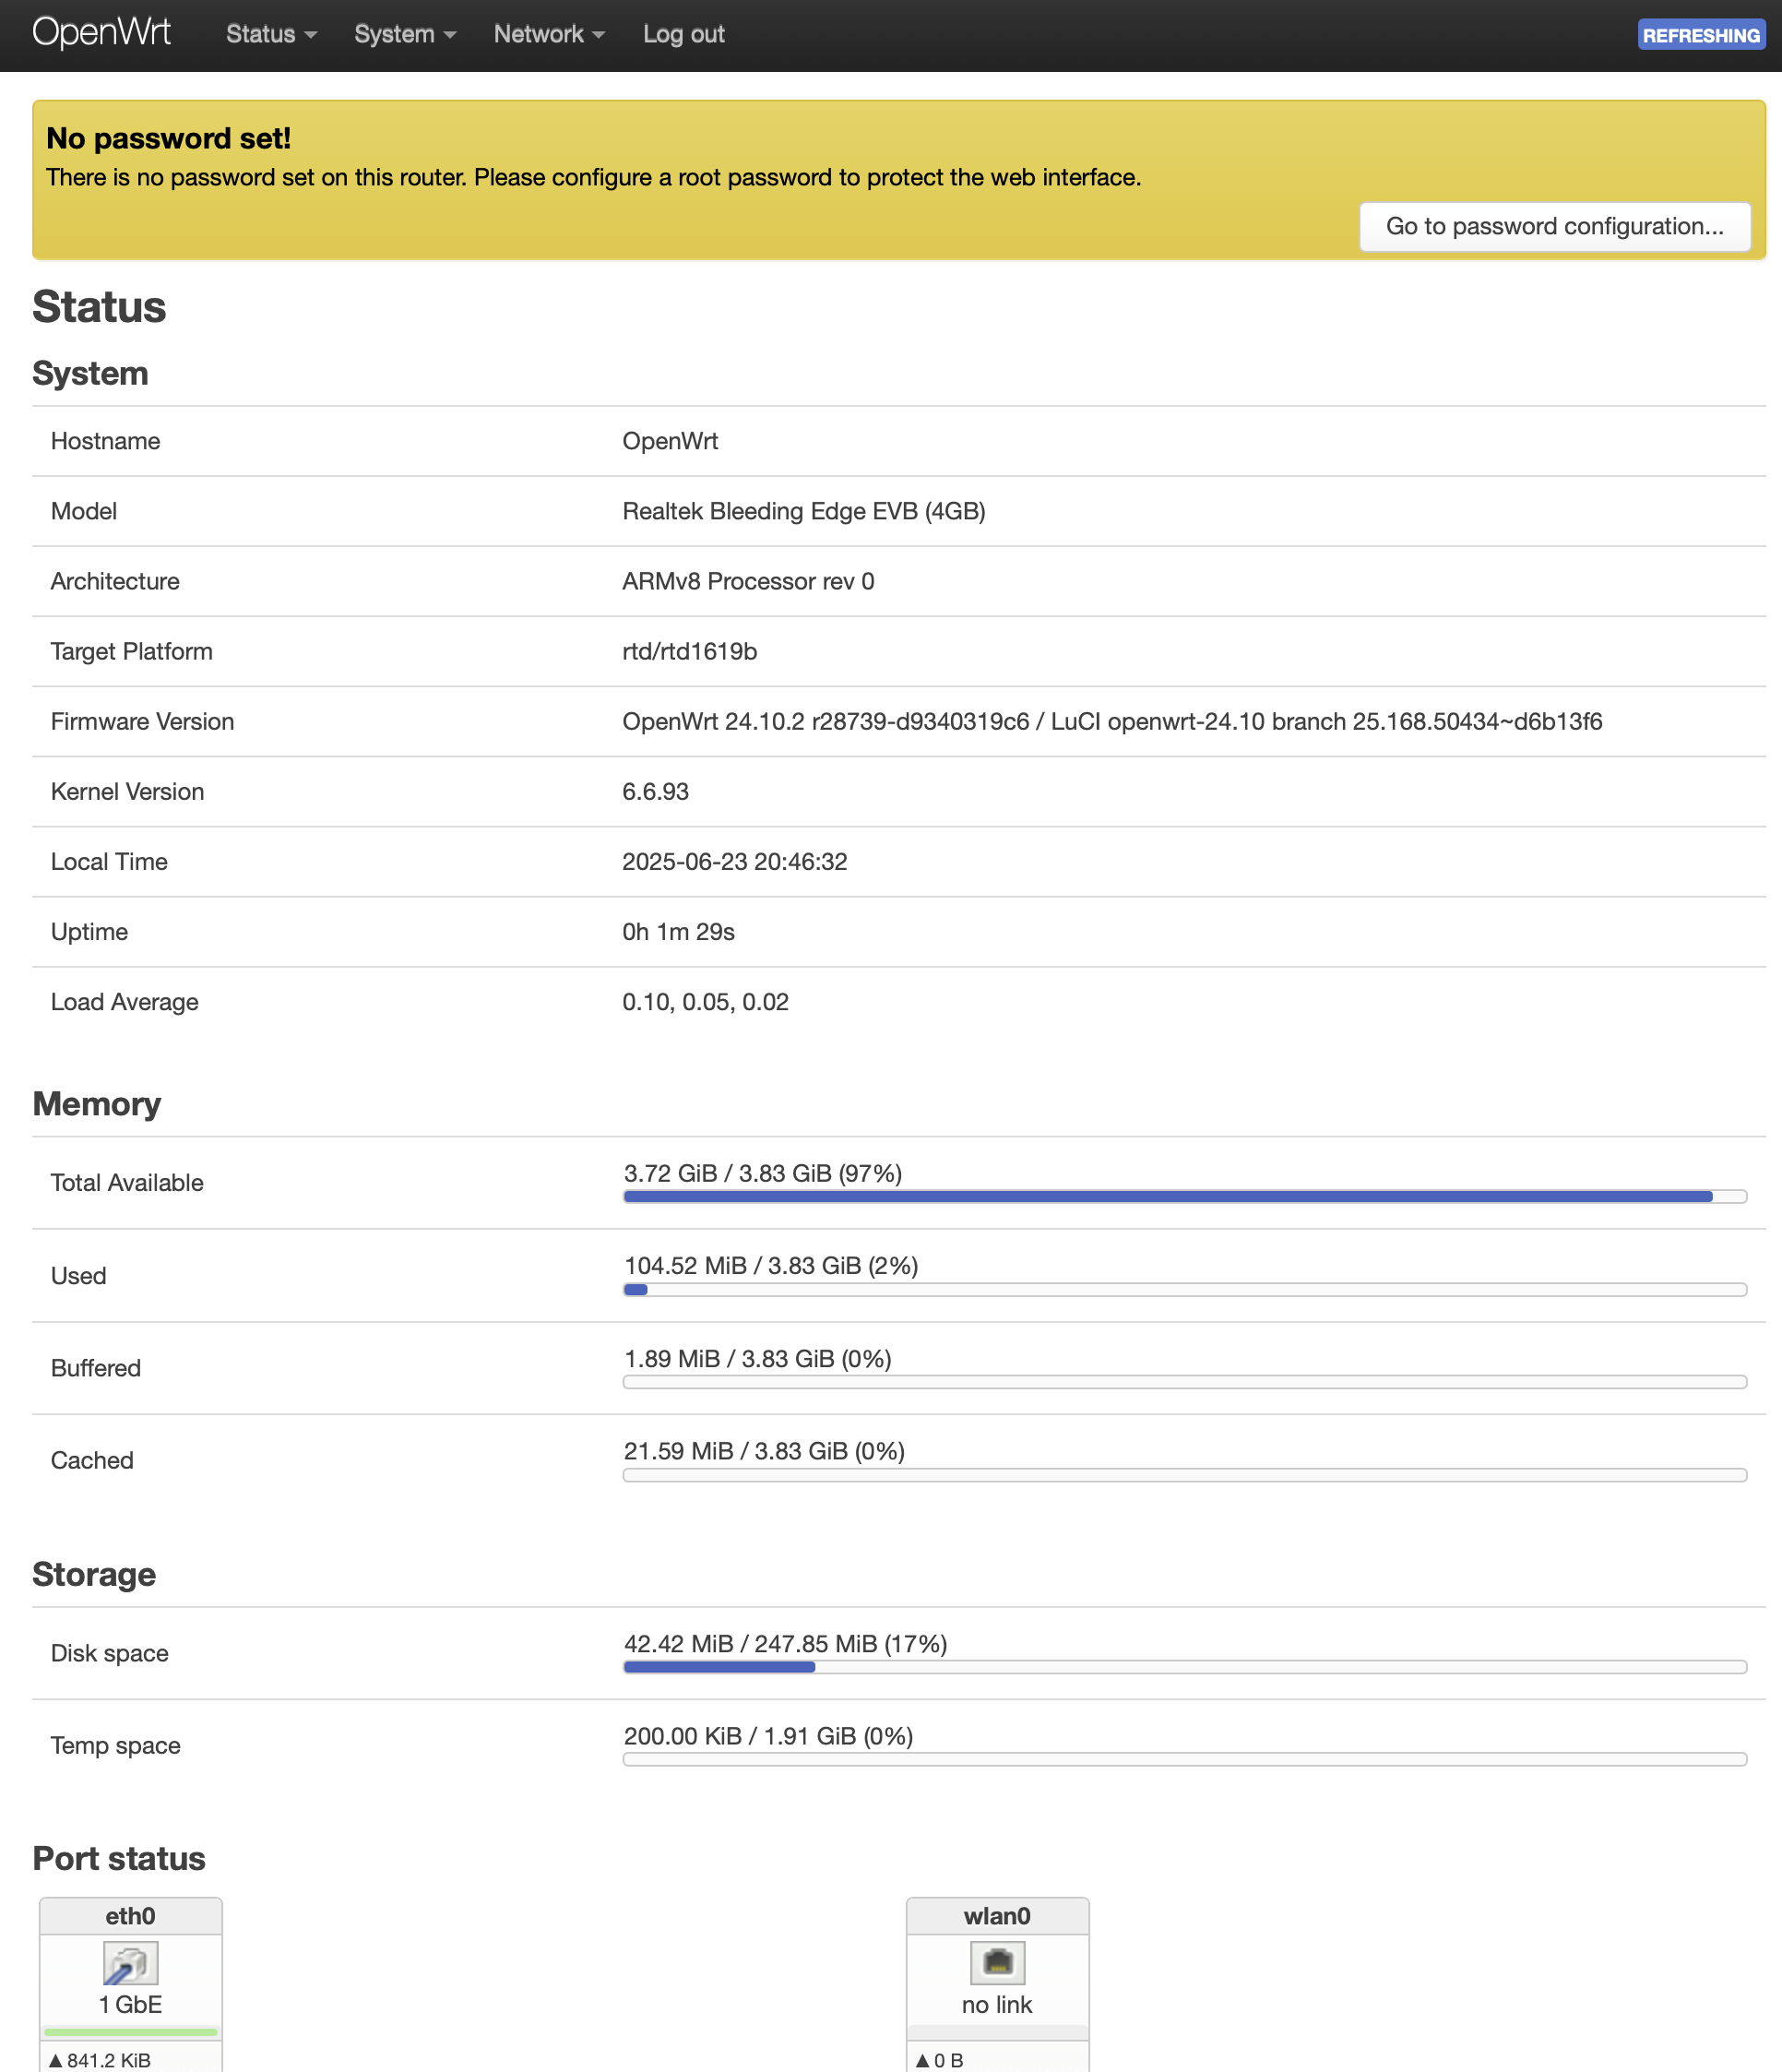 OpenWrt Status System Network Log out REFRESHING
No password set!
There is no password set on this router. Please configure a root password to protect the web interface.
Go to password configuration...
Status
System
Hostname OpenWrt
Model Realtek Bleeding Edge EVB (4GB)
Architecture ARMv8 Processor rev 0
Target Platform rtd/rtd1619b
Firmware Version OpenWrt 24.10.2 r28739-d9340319c6 / LuCI openwrt-24.10 branch 25.168.50434~d6b13f6
Kernel Version 6.6.93
Local Time 2025-06-23 20:46:32
Uptime 0h 1m 29s
Load Average 0.10, 0.05, 0.02
Memory
Total Available 3.72 GiB / 3.83 GiB (97%)
Used 104.52 MiB / 3.83 GiB (2%)
Buffered 1.89 MiB / 3.83 GiB (0%)
Cached 21.59 MiB / 3.83 GiB (0%)
Storage
Disk space 42.42 MiB / 247.85 MiB (17%)
Temp space 200.00 KiB / 1.91 GiB (0%)
Port status
eth0 wlan0
1 GbE no link
▲ 841.2 KiB ▲ 0 B